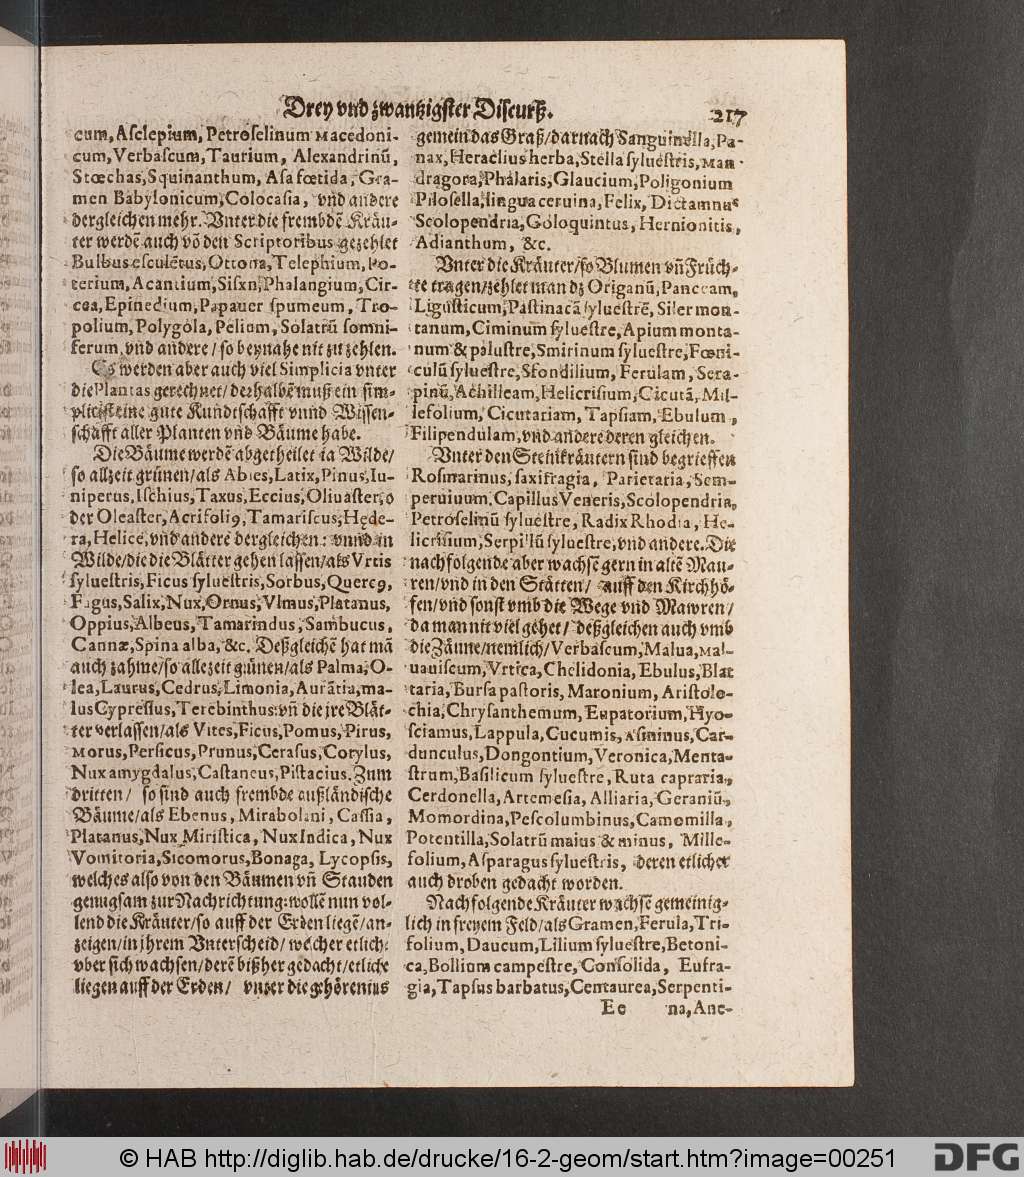 Drey vnd zwantzigster Discurß. 217
cum, Asclepium, Petroselinum Macedoni-
cum, Verbascum, Taurium, Alexandrinũ,
Stœchas, Squinanthum, Asa fœtida, Gra-
men Babylonicum, Colocasia, vnd andere
dergleichen mehr. Vnter die frembdẽ Kräu-
ter werdẽ auch võ den Scriptoribus gezehlet
Bulbus esculẽtus, Ottona, Telephium, Po-
terium, Acantium, Sisxn, Phalangium, Cir-
cea, Epinedium, Papauer spumeum, Tro-
polium, Polygola, Pelium, Solatrũ somni-
ferum, vnd andere / so beynahe nit zu zehlen.
Es werden aber auch viel Simplicia vnter
die Plantas gerechnet / derhalbẽ muß ein sim-
plicist eine gute Kundtschafft vnnd Wissen-
schafft aller Planten vnd Bäume habe.
Die Bäume werdẽ abgetheilet in Wilde /
so allzeit grünen / als Abies, Latix, Pinus, Iu-
niperus, Ischius, Taxus, Eccius, Oliuaster, o
der Oleaster, Acrifoliꝰ, Tamariscus, Hęde-
ra, Helice, vnd andere dergleichen: vnnd in
Wilde / die die Blätter gehen lassen / als Vrtis
syluestris, Ficus syluestris, Sorbus, Quercꝰ,
Fagus, Salix, Nux, Ornus, Vlmus, Platanus,
Oppius, Albeus, Tamarindus, Sambucus,
Cannæ, Spina alba, &c. Deßgleichẽ hat mã
auch zahme / so allezeit grünen / als Palma, O-
lea, Laurus, Cedrus, Limonia, Aurãtia, ma-
lus Cypresius, Terebinthus: vñ die jre Blät-
ter verlassen / als Vites, Ficus, Pomus, Pirus,
Morus, Persicus, Prunus, Cerasus, Corylus,
Nux amygdalus, Castancus, Pistacius. Zum
dritten / so sind auch frembde außländische
Bäume / als Ebenus, Mirabolani, Cassia,
Platanus, Nux Miristica, Nux Indica, Nux
Vomitoria, Sicomorus, Bonaga, Lycopsis,
welches also von den Bäumen vñ Stauden
genugsam zur Nachrichtung: wollẽ nun vol-
lend die Kräuter / so auff der Erden liegẽ / an-
zeigen / in jhrem Vnterscheid / welcher etliche
vber sich wachsen / derẽ bißher gedacht / etliche
liegen auff der Erden / vnter die gehören ins
gemein das Graß / darnach Sanguinella, Pa-
nax, Heraclius herba, Stella syluestris, Man-
dragora, Phalaris, Glaucium, Poligonium
Pilosella, lingua ceruina, Felix, Dictamnus
Scolopendria, Goloquintus, Hernionitis,
Adianthum, &c.
Vnter die Kräuter / so Blumen vñ Früch-
te tragen / zehlet man dz Origanũ, Panceam,
Ligusticum, Pastinacã syluestrẽ, Siler mon-
tanum, Ciminum syluestre, Apium monta-
num & palustre, Smirinum syluestre, Fœni-
culũ syluestre, Sfondilium, Ferulam, Sera-
pinũ, Achilleam, Helicrisium, Cicutã, Mil-
lefolium, Cicutariam, Tapsiam, Ebulum,
Filipendulam, vnd andere deren gleichen.
Vnter den Steinkräutern sind begrieffen
Rosmarinus, saxifragia, Parietaria, Sem-
peruiuum, Capillus Veneris, Scolopendria,
Petroselinũ syluestre, Radix Rhodia, He-
licrisium, Serpillũ syluestre, vnd andere. Die
nachfolgende aber wachsẽ gern in altẽ Mau-
ren / vnd in den Stätten / auff den Kirchhö-
fen / vnd sonst vmb die Wege vnd Mawren /
da man nit viel gehet / deßgleichen auch vmb
die Zäune / nemlich / Verbascum, Malua, Mal-
uauiscum, Vrtica, Chelidonia, Ebulus, Blat
taria, Bursa pastoris, Maronium, Aristolo-
chia, Chrysanthemum, Eupatorium, Hyo-
sciamus, Lappula, Cucumis, Asininus, Car-
dunculus, Dongontium, Veronica, Menta-
strum, Basilicum syluestre, Ruta capraria,
Cerdonella, Artemesia, Alliaria, Geraniũ,
Momordina, Pescolumbinus, Camomilla,
Potentilla, Solatrũ maius & minus, Mille-
folium, Asparagus syluestris, deren etlicher
auch droben gedacht worden.
Nachfolgende Kräuter wachsẽ gemeinig-
lich in freyem Feld / als Gramen, Ferula, Tri-
folium, Daucum, Lilium syluestre, Betoni-
ca, Bollium campestre, Consolida, Eufra-
gia, Tapsus barbatus, Centaurea, Serpenti-
Ee na, Ane-
© HAB http://diglib.hab.de/drucke/16-2-geom/start.htm?image=00251
DFG